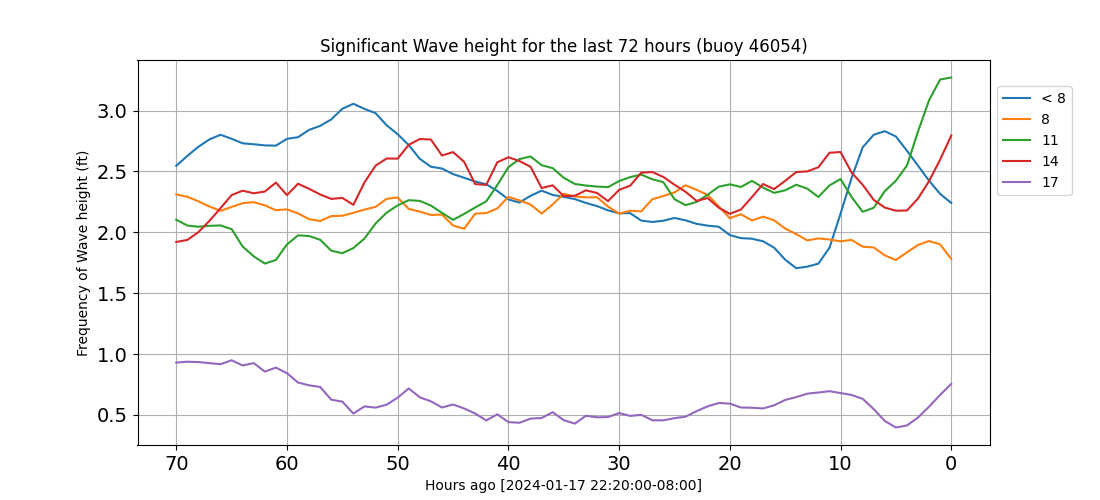 Significant Wave height for the last 72 hours (buoy 46054)
Frequency of Wave height (ft)
3.0
2.5
2.0
1.5
1.0
0.5
70 60 50 40 30 20 10 0
Hours ago [2024-01-17 22:20:00-08:00]
< 8
8
11
14
17